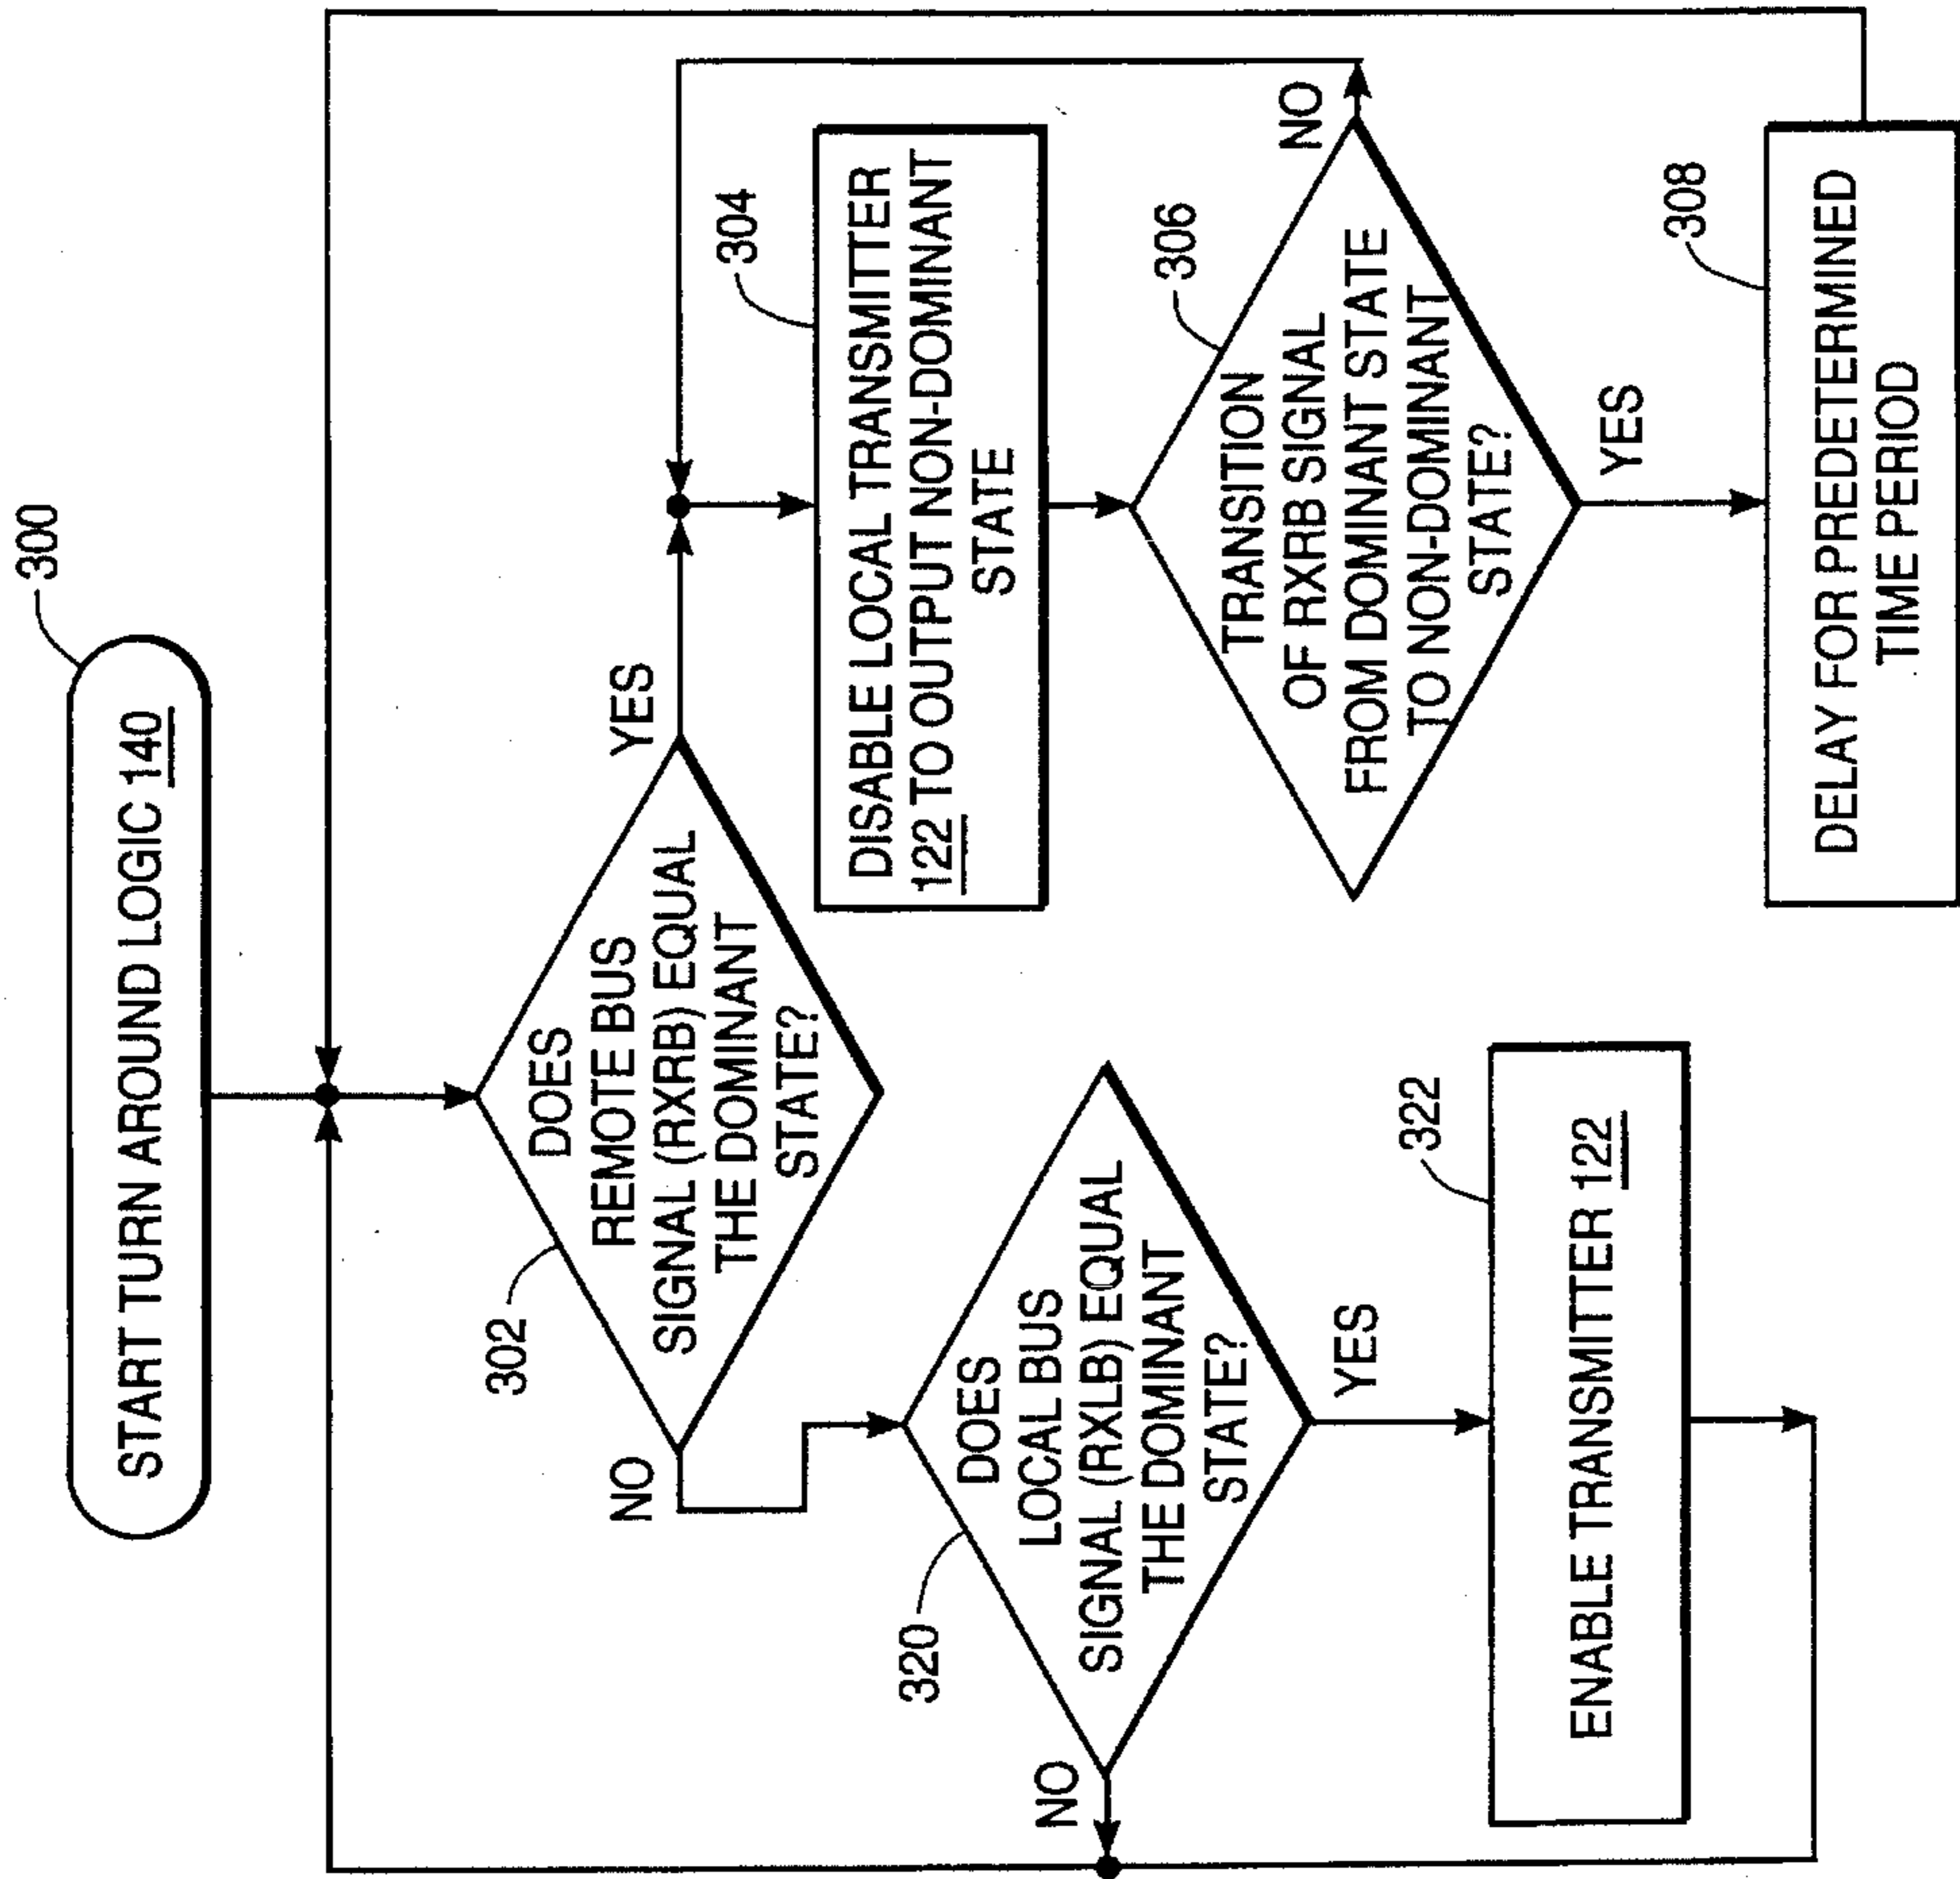 300
START TURN AROUND LOGIC 140
302
DOES
REMOTE BUS
SIGNAL (RXRB) EQUAL
THE DOMINANT
STATE?
NO
YES
304
DISABLE LOCAL TRANSMITTER
122 TO OUTPUT NON-DOMINANT
STATE
306
TRANSITION
OF RXRB SIGNAL
FROM DOMINANT STATE
TO NON-DOMINANT
STATE?
NO
YES
308
DELAY FOR PREDETERMINED
TIME PERIOD
320
DOES
LOCAL BUS
SIGNAL (RXLB) EQUAL
THE DOMINANT
STATE?
NO
YES
322
ENABLE TRANSMITTER 122